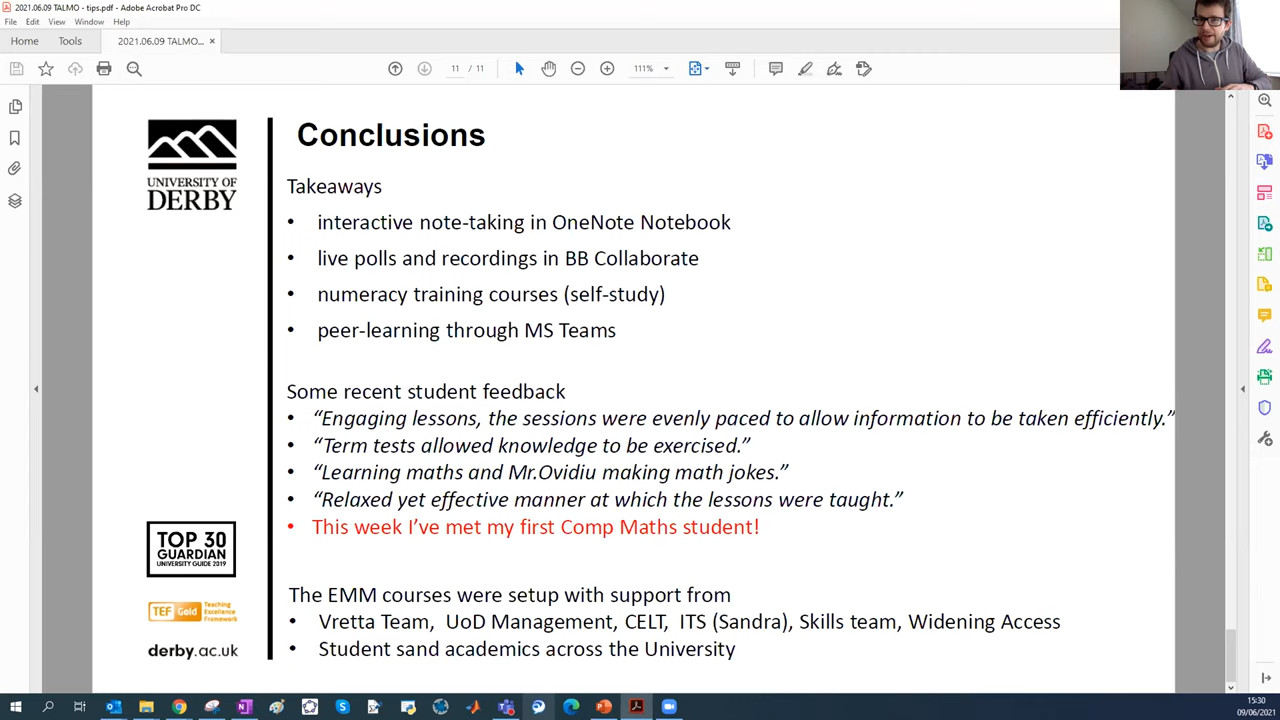 2021.06.09 TALMO - tips.pdf - Adobe Acrobat Pro DC
File Edit View Window Help
Home Tools 2021.06.09 TALMO... ×
11 / 11 111%
UNIVERSITY OF
DERBY
Conclusions
Takeaways
• interactive note-taking in OneNote Notebook
• live polls and recordings in BB Collaborate
• numeracy training courses (self-study)
• peer-learning through MS Teams
Some recent student feedback
• “Engaging lessons, the sessions were evenly paced to allow information to be taken efficiently.”
• “Term tests allowed knowledge to be exercised.”
• “Learning maths and Mr.Ovidiu making math jokes.”
• “Relaxed yet effective manner at which the lessons were taught.”
• This week I’ve met my first Comp Maths student!
TOP 30
GUARDIAN
UNIVERSITY GUIDE 2019
TEF Gold Teaching
Excellence
Framework
derby.ac.uk
The EMM courses were setup with support from
• Vretta Team, UoD Management, CELT, ITS (Sandra), Skills team, Widening Access
• Student sand academics across the University
15:30
09/06/2021